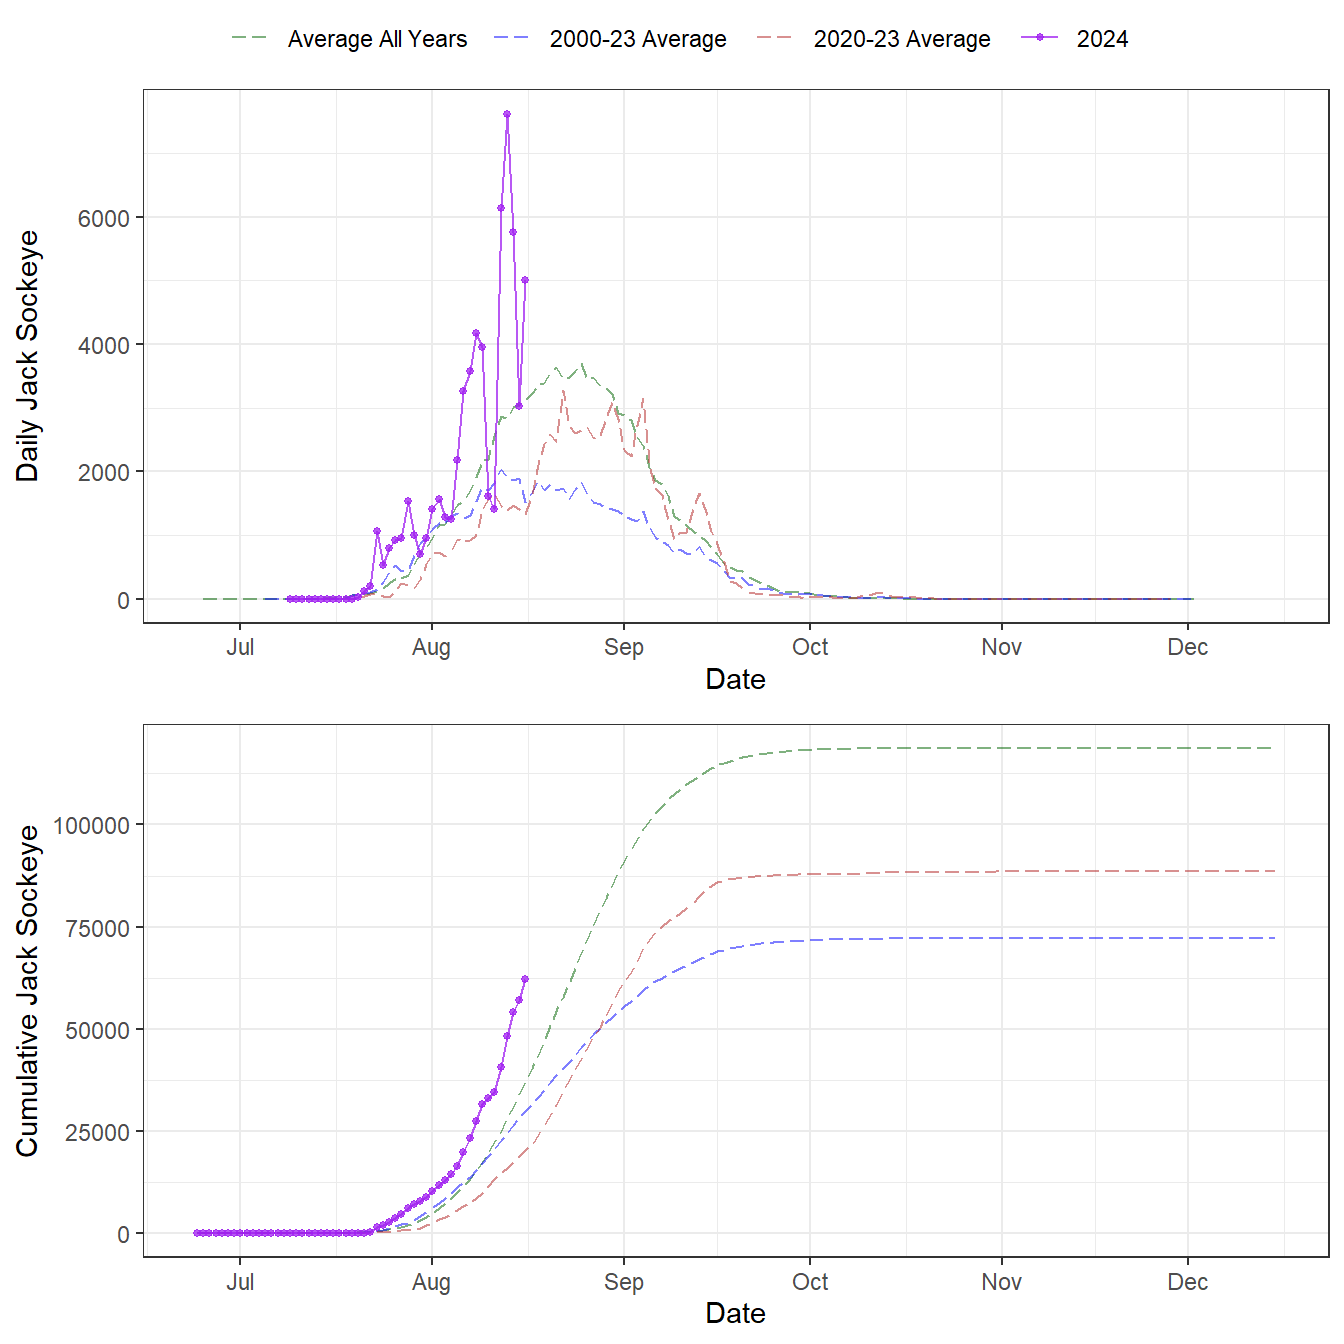 Average All Years 2000-23 Average 2020-23 Average 2024
Daily Jack Sockeye
6000
4000
2000
0
Jul Aug Sep Oct Nov Dec
Date
Cumulative Jack Sockeye
100000
75000
50000
25000
0
Jul Aug Sep Oct Nov Dec
Date